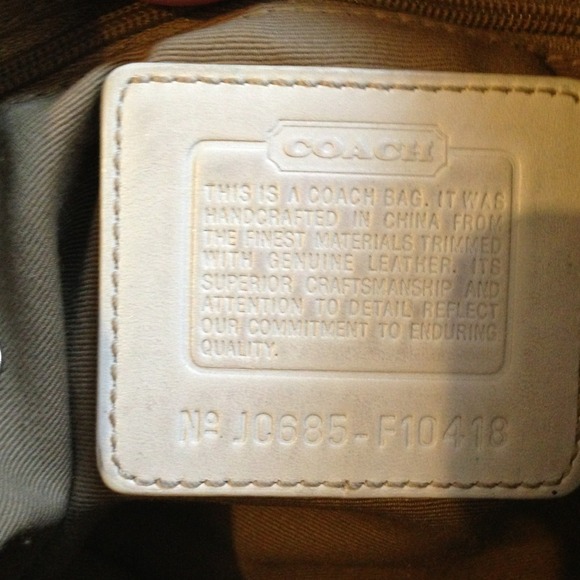 COACH
THIS IS A COACH BAG. IT WAS
HANDCRAFTED IN CHINA FROM
THE FINEST MATERIALS TRIMMED
WITH GENUINE LEATHER. ITS
SUPERIOR CRAFTSMANSHIP AND
ATTENTION TO DETAIL REFLECT
OUR COMMITMENT TO ENDURING
QUALITY.
Nº JC685-F10418